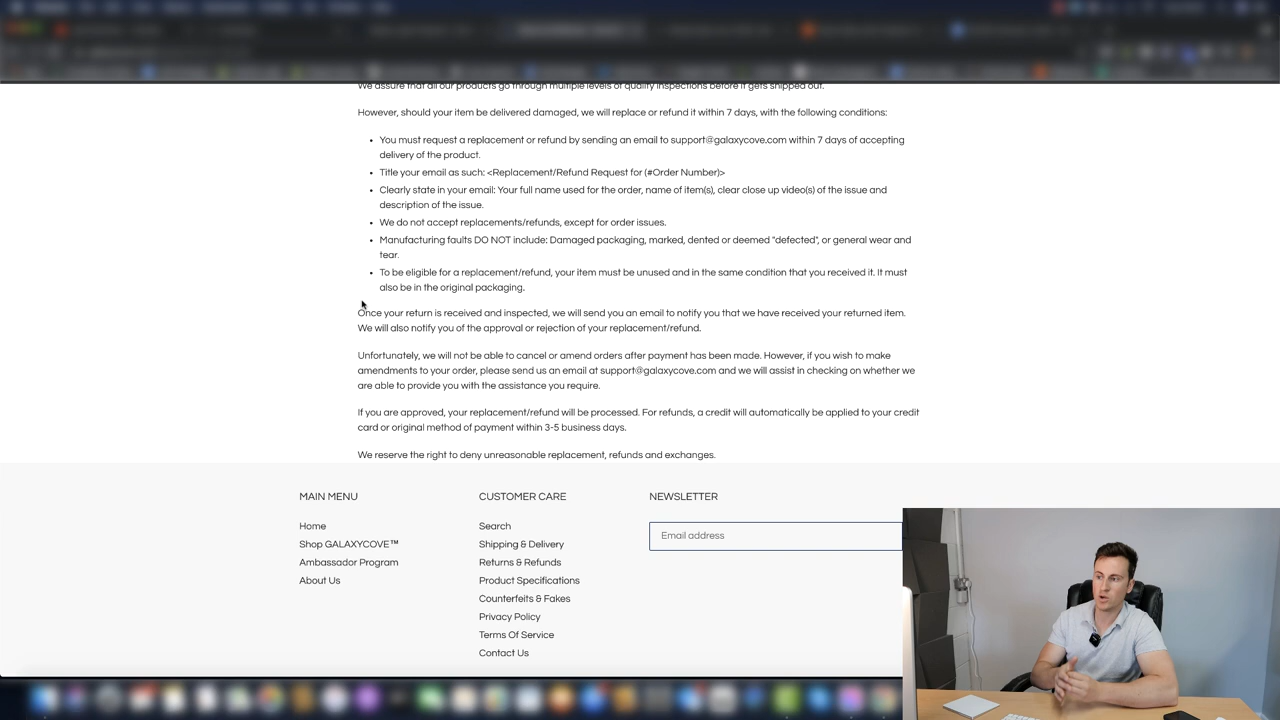 We assure that all our products go through multiple levels of quality inspections before it gets shipped out.
However, should your item be delivered damaged, we will replace or refund it within 7 days, with the following conditions:
• You must request a replacement or refund by sending an email to support@galaxycove.com within 7 days of accepting
delivery of the product.
• Title your email as such: <Replacement/Refund Request for (#Order Number)>
• Clearly state in your email: Your full name used for the order, name of item(s), clear close up video(s) of the issue and
description of the issue.
• We do not accept replacements/refunds, except for order issues.
• Manufacturing faults DO NOT include: Damaged packaging, marked, dented or deemed "defected", or general wear and
tear.
• To be eligible for a replacement/refund, your item must be unused and in the same condition that you received it. It must
also be in the original packaging.
Once your return is received and inspected, we will send you an email to notify you that we have received your returned item.
We will also notify you of the approval or rejection of your replacement/refund.
Unfortunately, we will not be able to cancel or amend orders after payment has been made. However, if you wish to make
amendments to your order, please send us an email at support@galaxycove.com and we will assist in checking on whether we
are able to provide you with the assistance you require.
If you are approved, your replacement/refund will be processed. For refunds, a credit will automatically be applied to your credit
card or original method of payment within 3-5 business days.
We reserve the right to deny unreasonable replacement, refunds and exchanges.
MAIN MENU
Home
Shop GALAXYCOVE™
Ambassador Program
About Us
CUSTOMER CARE
Search
Shipping & Delivery
Returns & Refunds
Product Specifications
Counterfeits & Fakes
Privacy Policy
Terms Of Service
Contact Us
NEWSLETTER
Email address